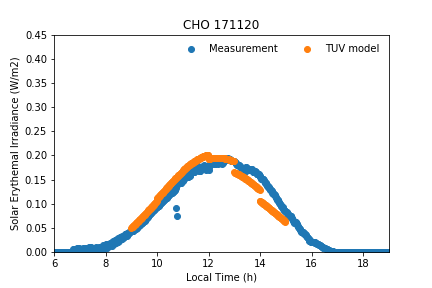 CHO 171120
Measurement TUV model
Solar Erythemal Irradiance (W/m2)
0.45
0.40
0.35
0.30
0.25
0.20
0.15
0.10
0.05
0.00
6 8 10 12 14 16 18
Local Time (h)